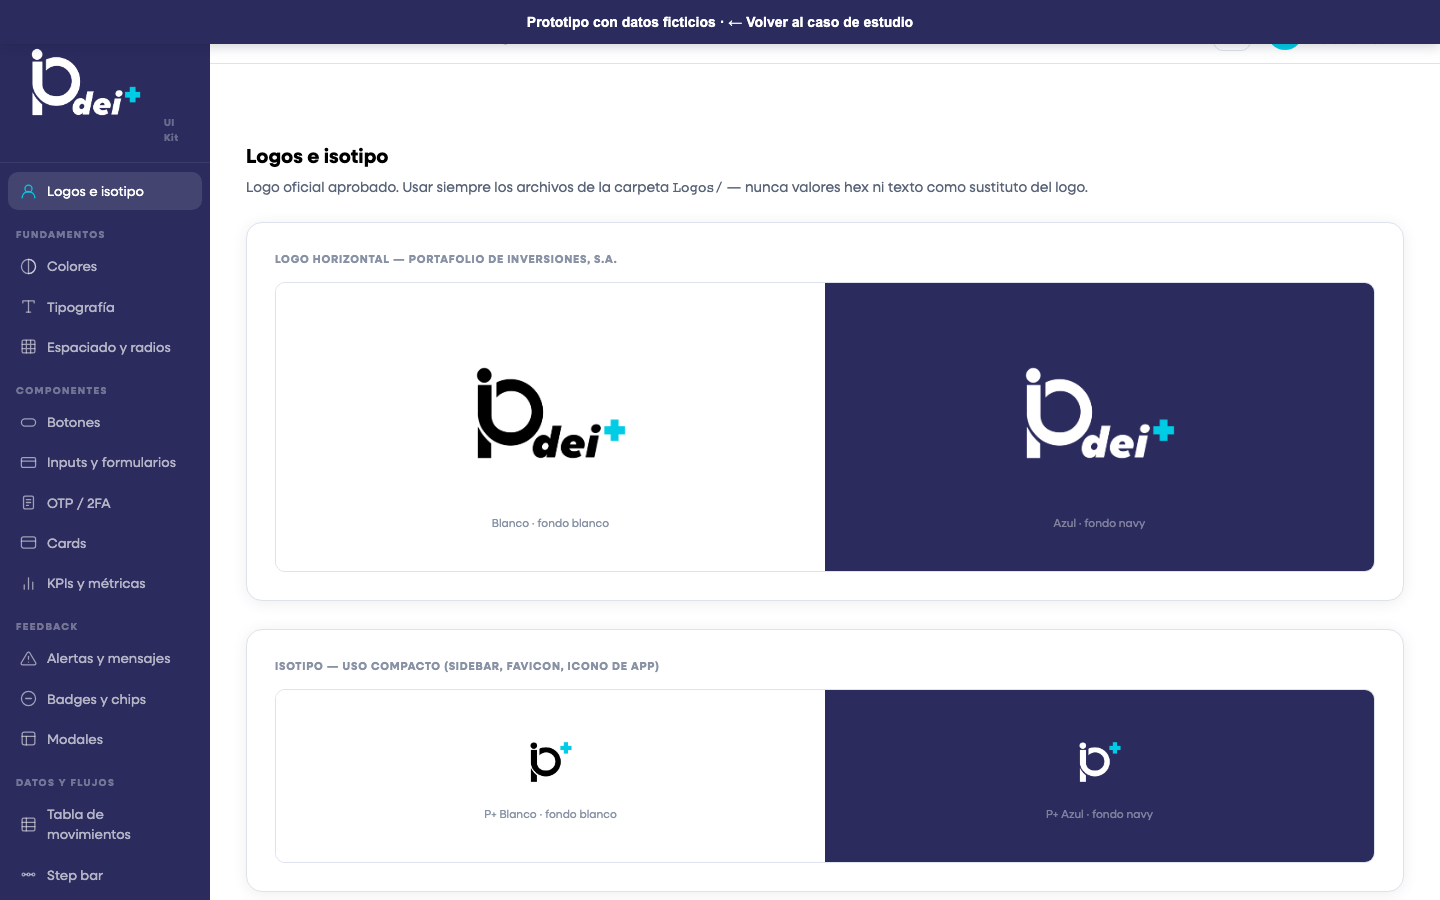 Prototipo con datos ficticios · ← Volver al caso de estudio
pdei+
UI
Kit
Logos e isotipo
FUNDAMENTOS
Colores
Tipografía
Espaciado y radios
COMPONENTES
Botones
Inputs y formularios
OTP / 2FA
Cards
KPIs y métricas
FEEDBACK
Alertas y mensajes
Badges y chips
Modales
DATOS Y FLUJOS
Tabla de
movimientos
Step bar
Logos e isotipo
Logo oficial aprobado. Usar siempre los archivos de la carpeta Logos/ — nunca valores hex ni texto como sustituto del logo.
LOGO HORIZONTAL — PORTAFOLIO DE INVERSIONES, S.A.
pdei+
pdei+
Blanco · fondo blanco
Azul · fondo navy
ISOTIPO — USO COMPACTO (SIDEBAR, FAVICON, ICONO DE APP)
p+
p+
P+ Blanco · fondo blanco
P+ Azul · fondo navy